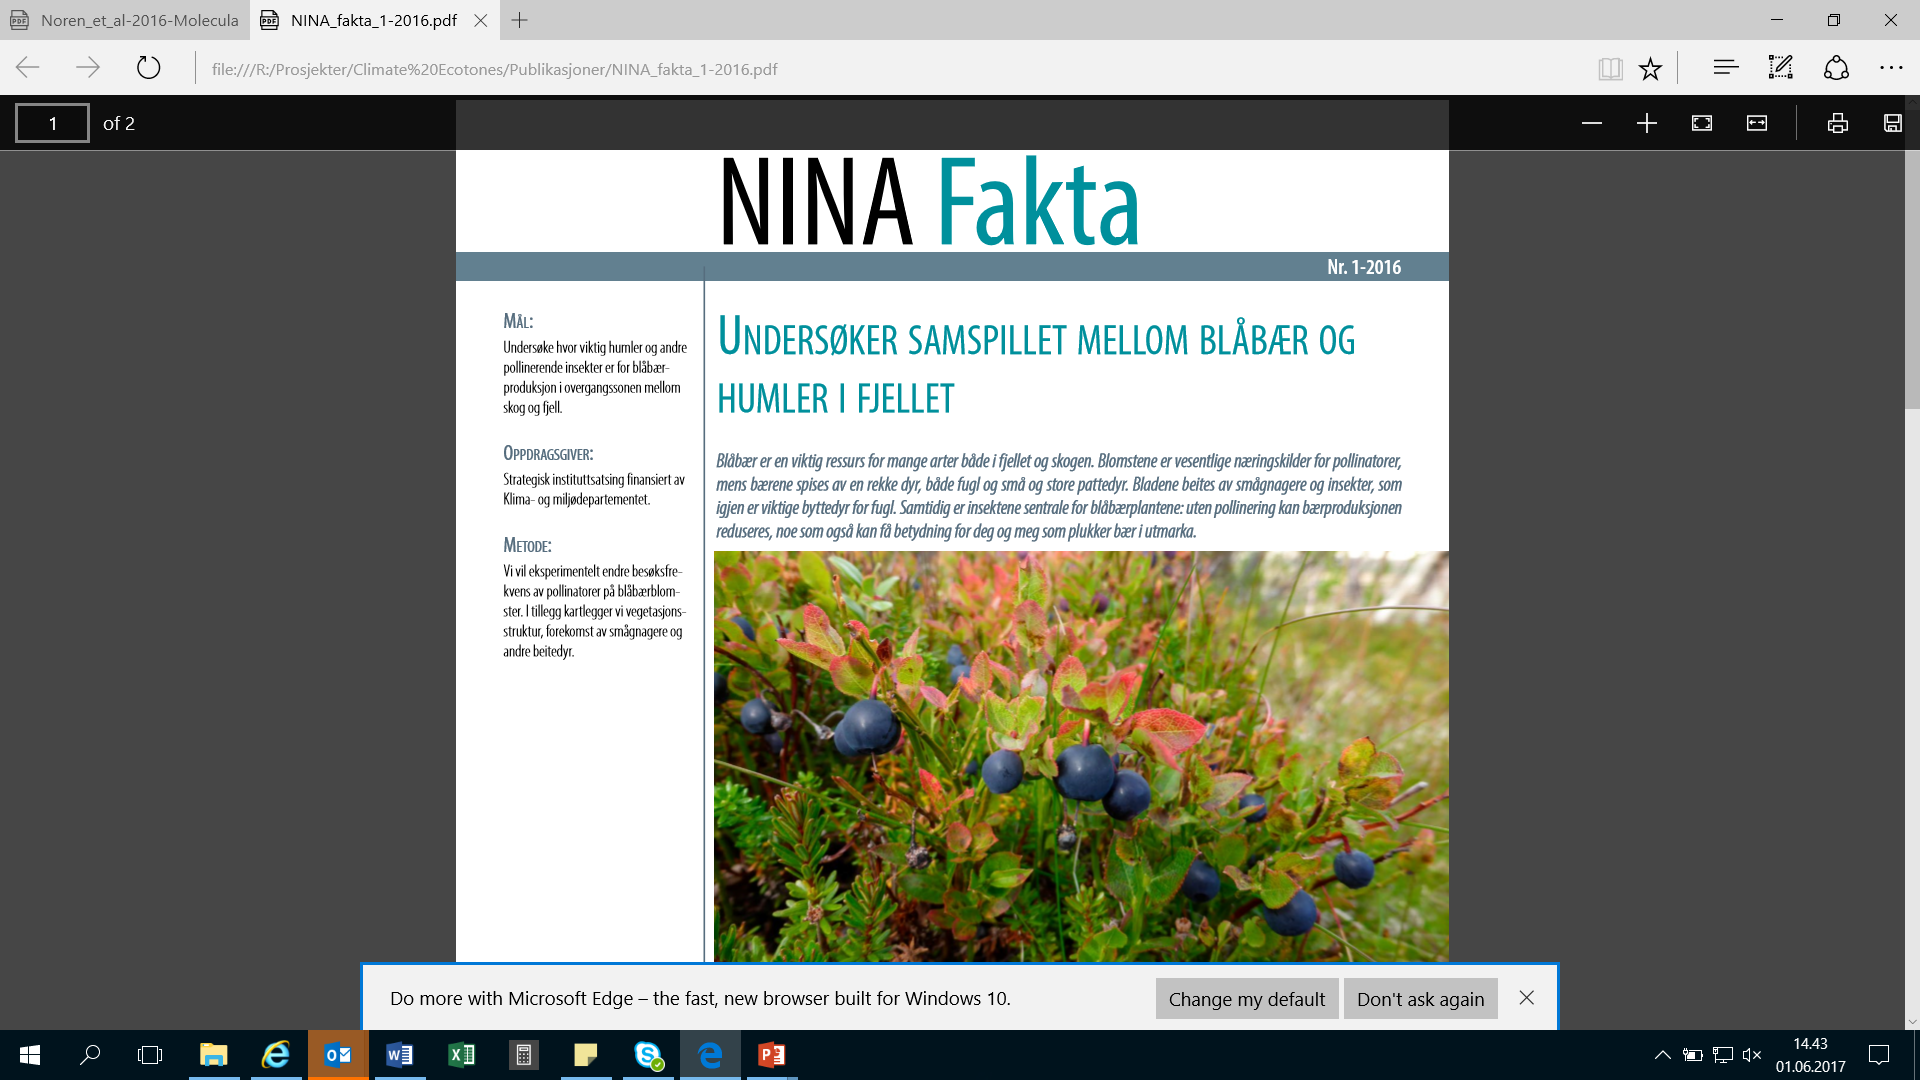 Noren_et_al-2016-Molecula
NINA_fakta_1-2016.pdf
file:///R:/Prosjekter/Climate%20Ecotones/Publikasjoner/NINA_fakta_1-2016.pdf
1 of 2
NINA Fakta
Nr. 1-2016
Mål:
Undersøke hvor viktig humler og andre
pollinerende insekter er for blåbær-
produksjon i overgangssonen mellom
skog og fjell.
Oppdragsgiver:
Strategisk instituttsatsing finansiert av
Klima- og miljødepartementet.
Metode:
Vi vil eksperimentelt endre besøksfre-
kvens av pollinatorer på blåbærblom-
ster. I tillegg kartlegger vi vegetasjons-
struktur, forekomst av smågnagere og
andre beitedyr.
Undersøker samspillet mellom blåbær og
humler i fjellet
Blåbær er en viktig ressurs for mange arter både i fjellet og skogen. Blomstene er vesentlige næringskilder for pollinatorer,
mens bærene spises av en rekke dyr, både fugl og små og store pattedyr. Bladene beites av smågnagere og insekter, som
igjen er viktige byttedyr for fugl. Samtidig er insektene sentrale for blåbærplantene: uten pollinering kan bærproduksjonen
reduseres, noe som også kan få betydning for deg og meg som plukker bær i utmarka.
Do more with Microsoft Edge – the fast, new browser built for Windows 10.
Change my default
Don't ask again
14.43
01.06.2017